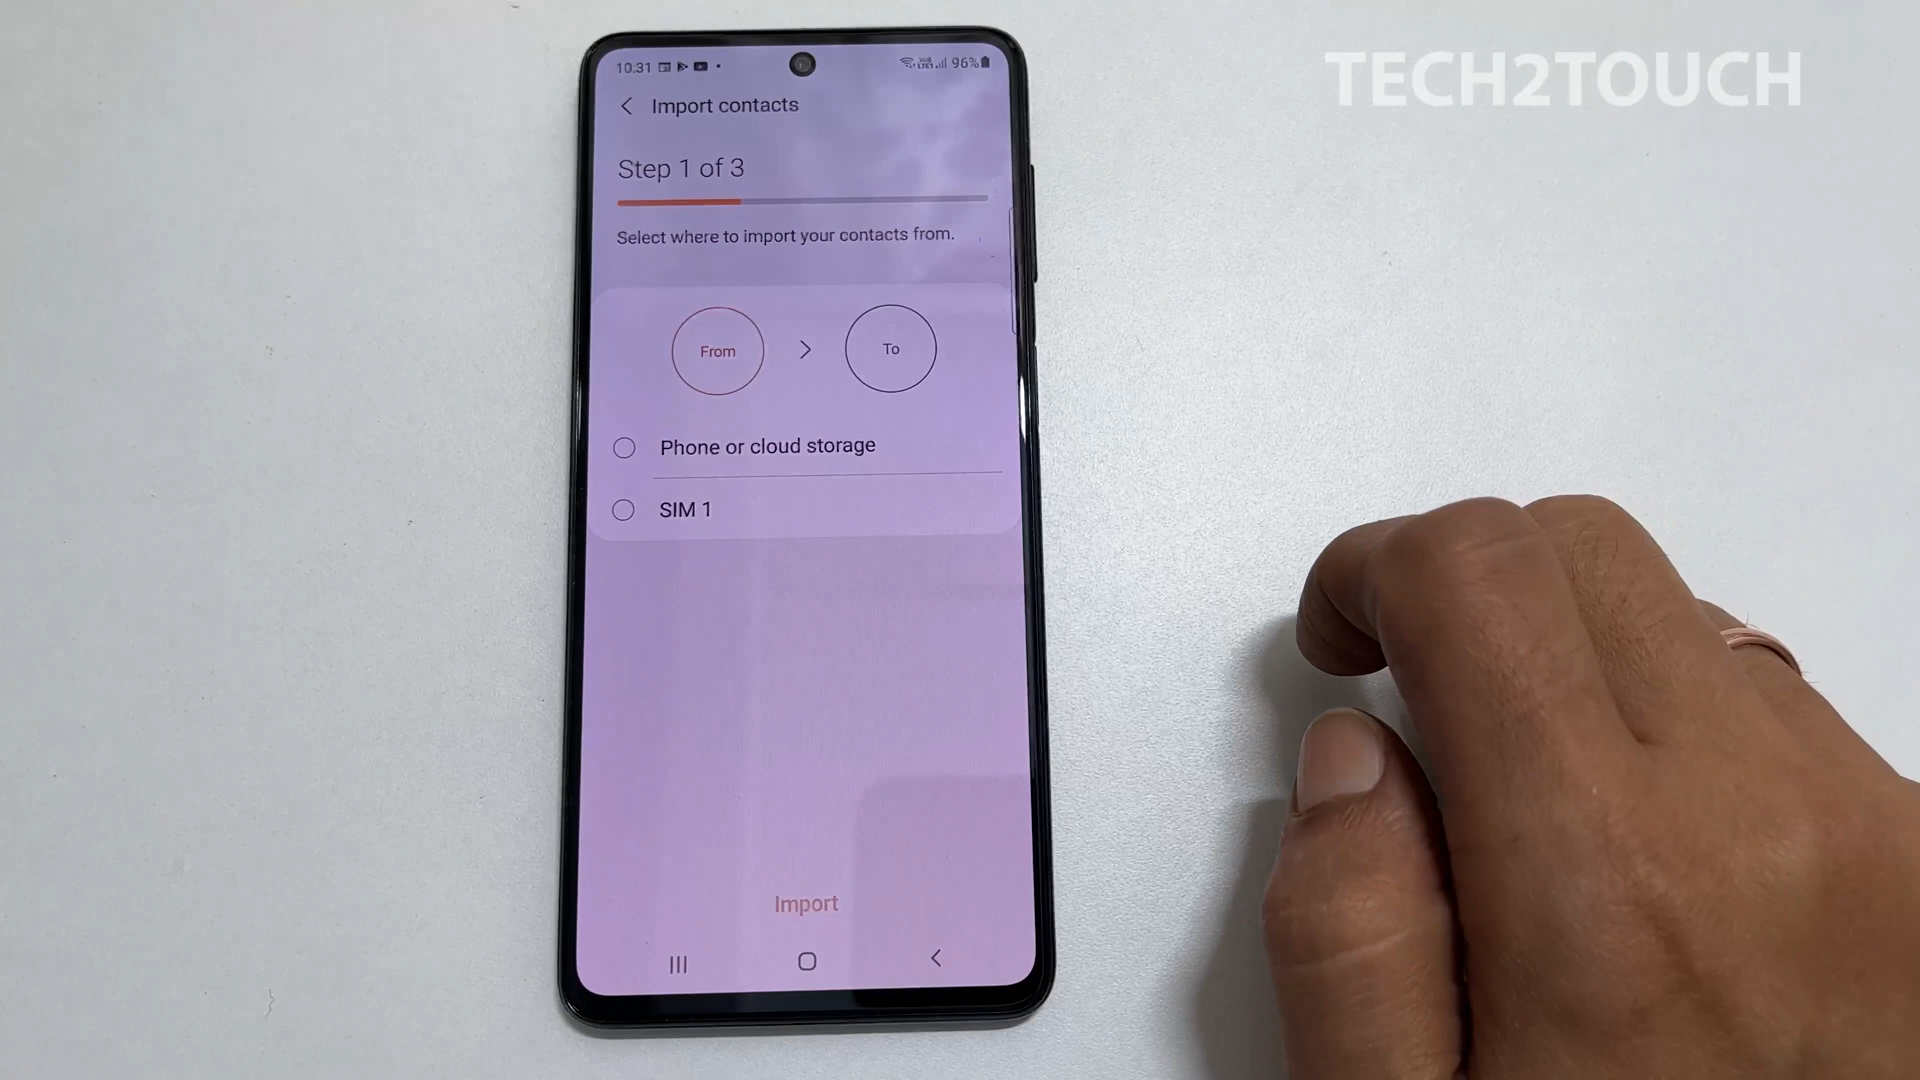 TECH2TOUCH
10:31
96%
Import contacts
Step 1 of 3
Select where to import your contacts from.
From
To
Phone or cloud storage
SIM 1
Import